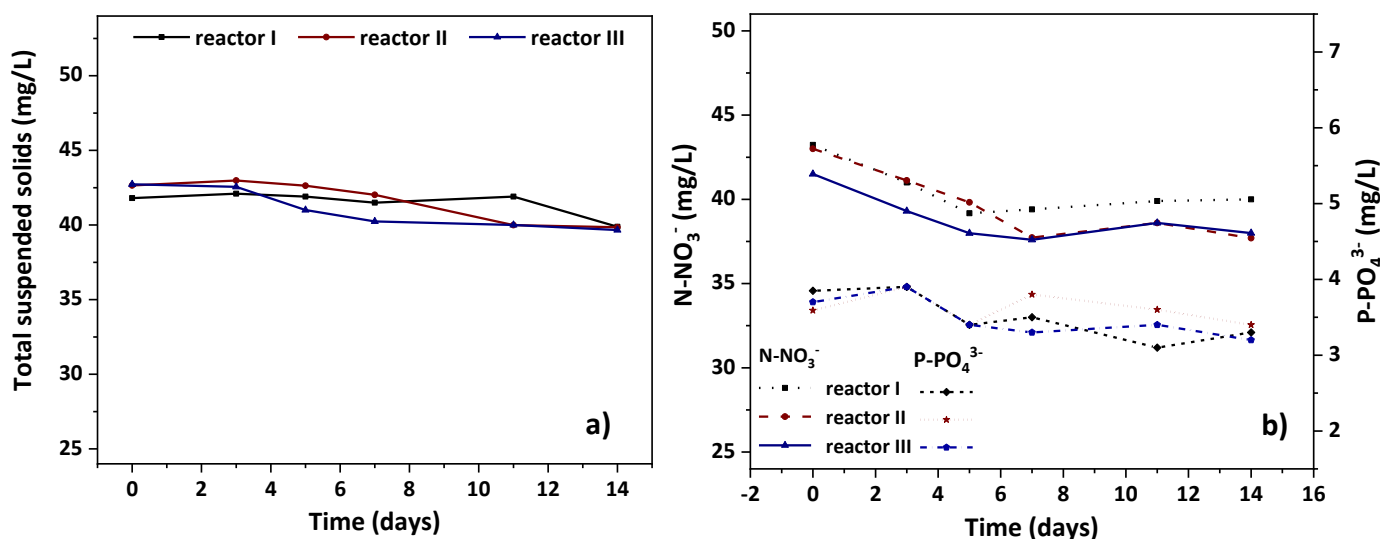 reactor I reactor II reactor III
Total suspended solids (mg/L)
50
45
40
35
30
25
0 2 4 6 8 10 12 14
Time (days)
a)
N-NO₃⁻ (mg/L)
50
45
40
35
30
25
P-PO₄³⁻ (mg/L)
7
6
5
4
3
2
N-NO₃⁻ P-PO₄³⁻
reactor I
reactor II
reactor III
b)
-2 0 2 4 6 8 10 12 14 16
Time (days)